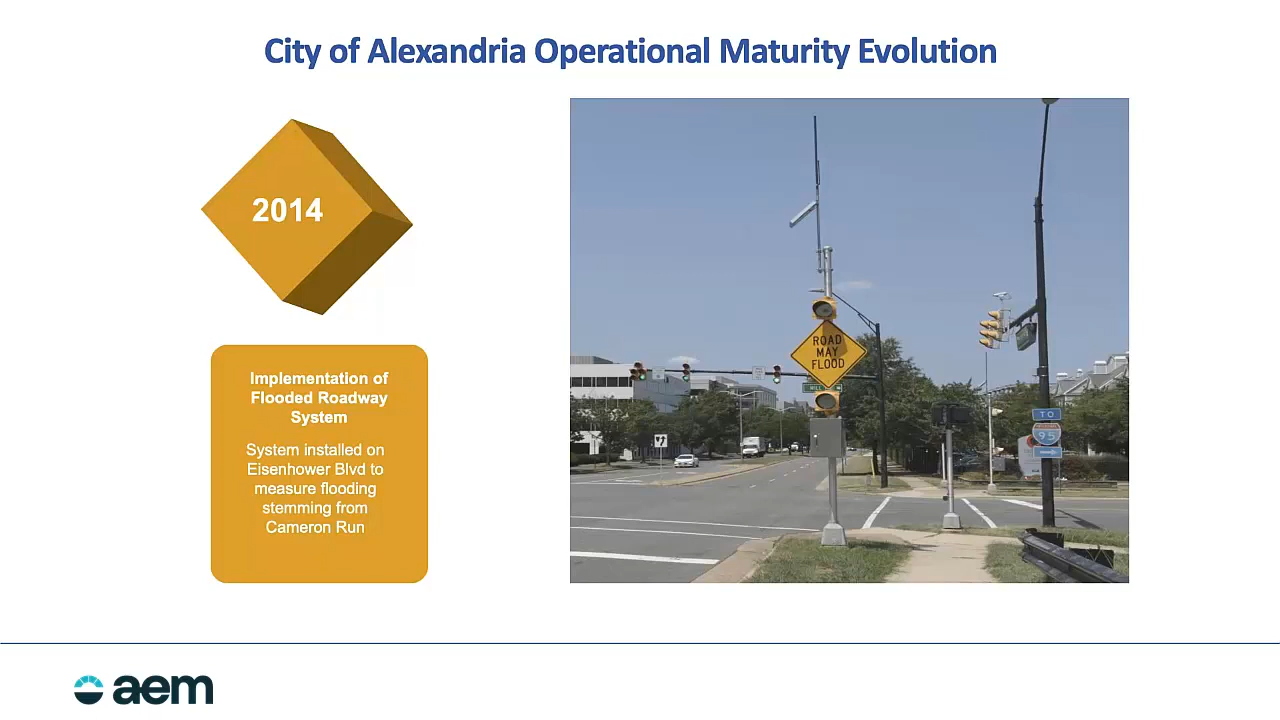 City of Alexandria Operational Maturity Evolution
2014
Implementation of
Flooded Roadway
System
System installed on
Eisenhower Blvd to
measure flooding
stemming from
Cameron Run
ROAD
MAY
FLOOD
TO
95
aem